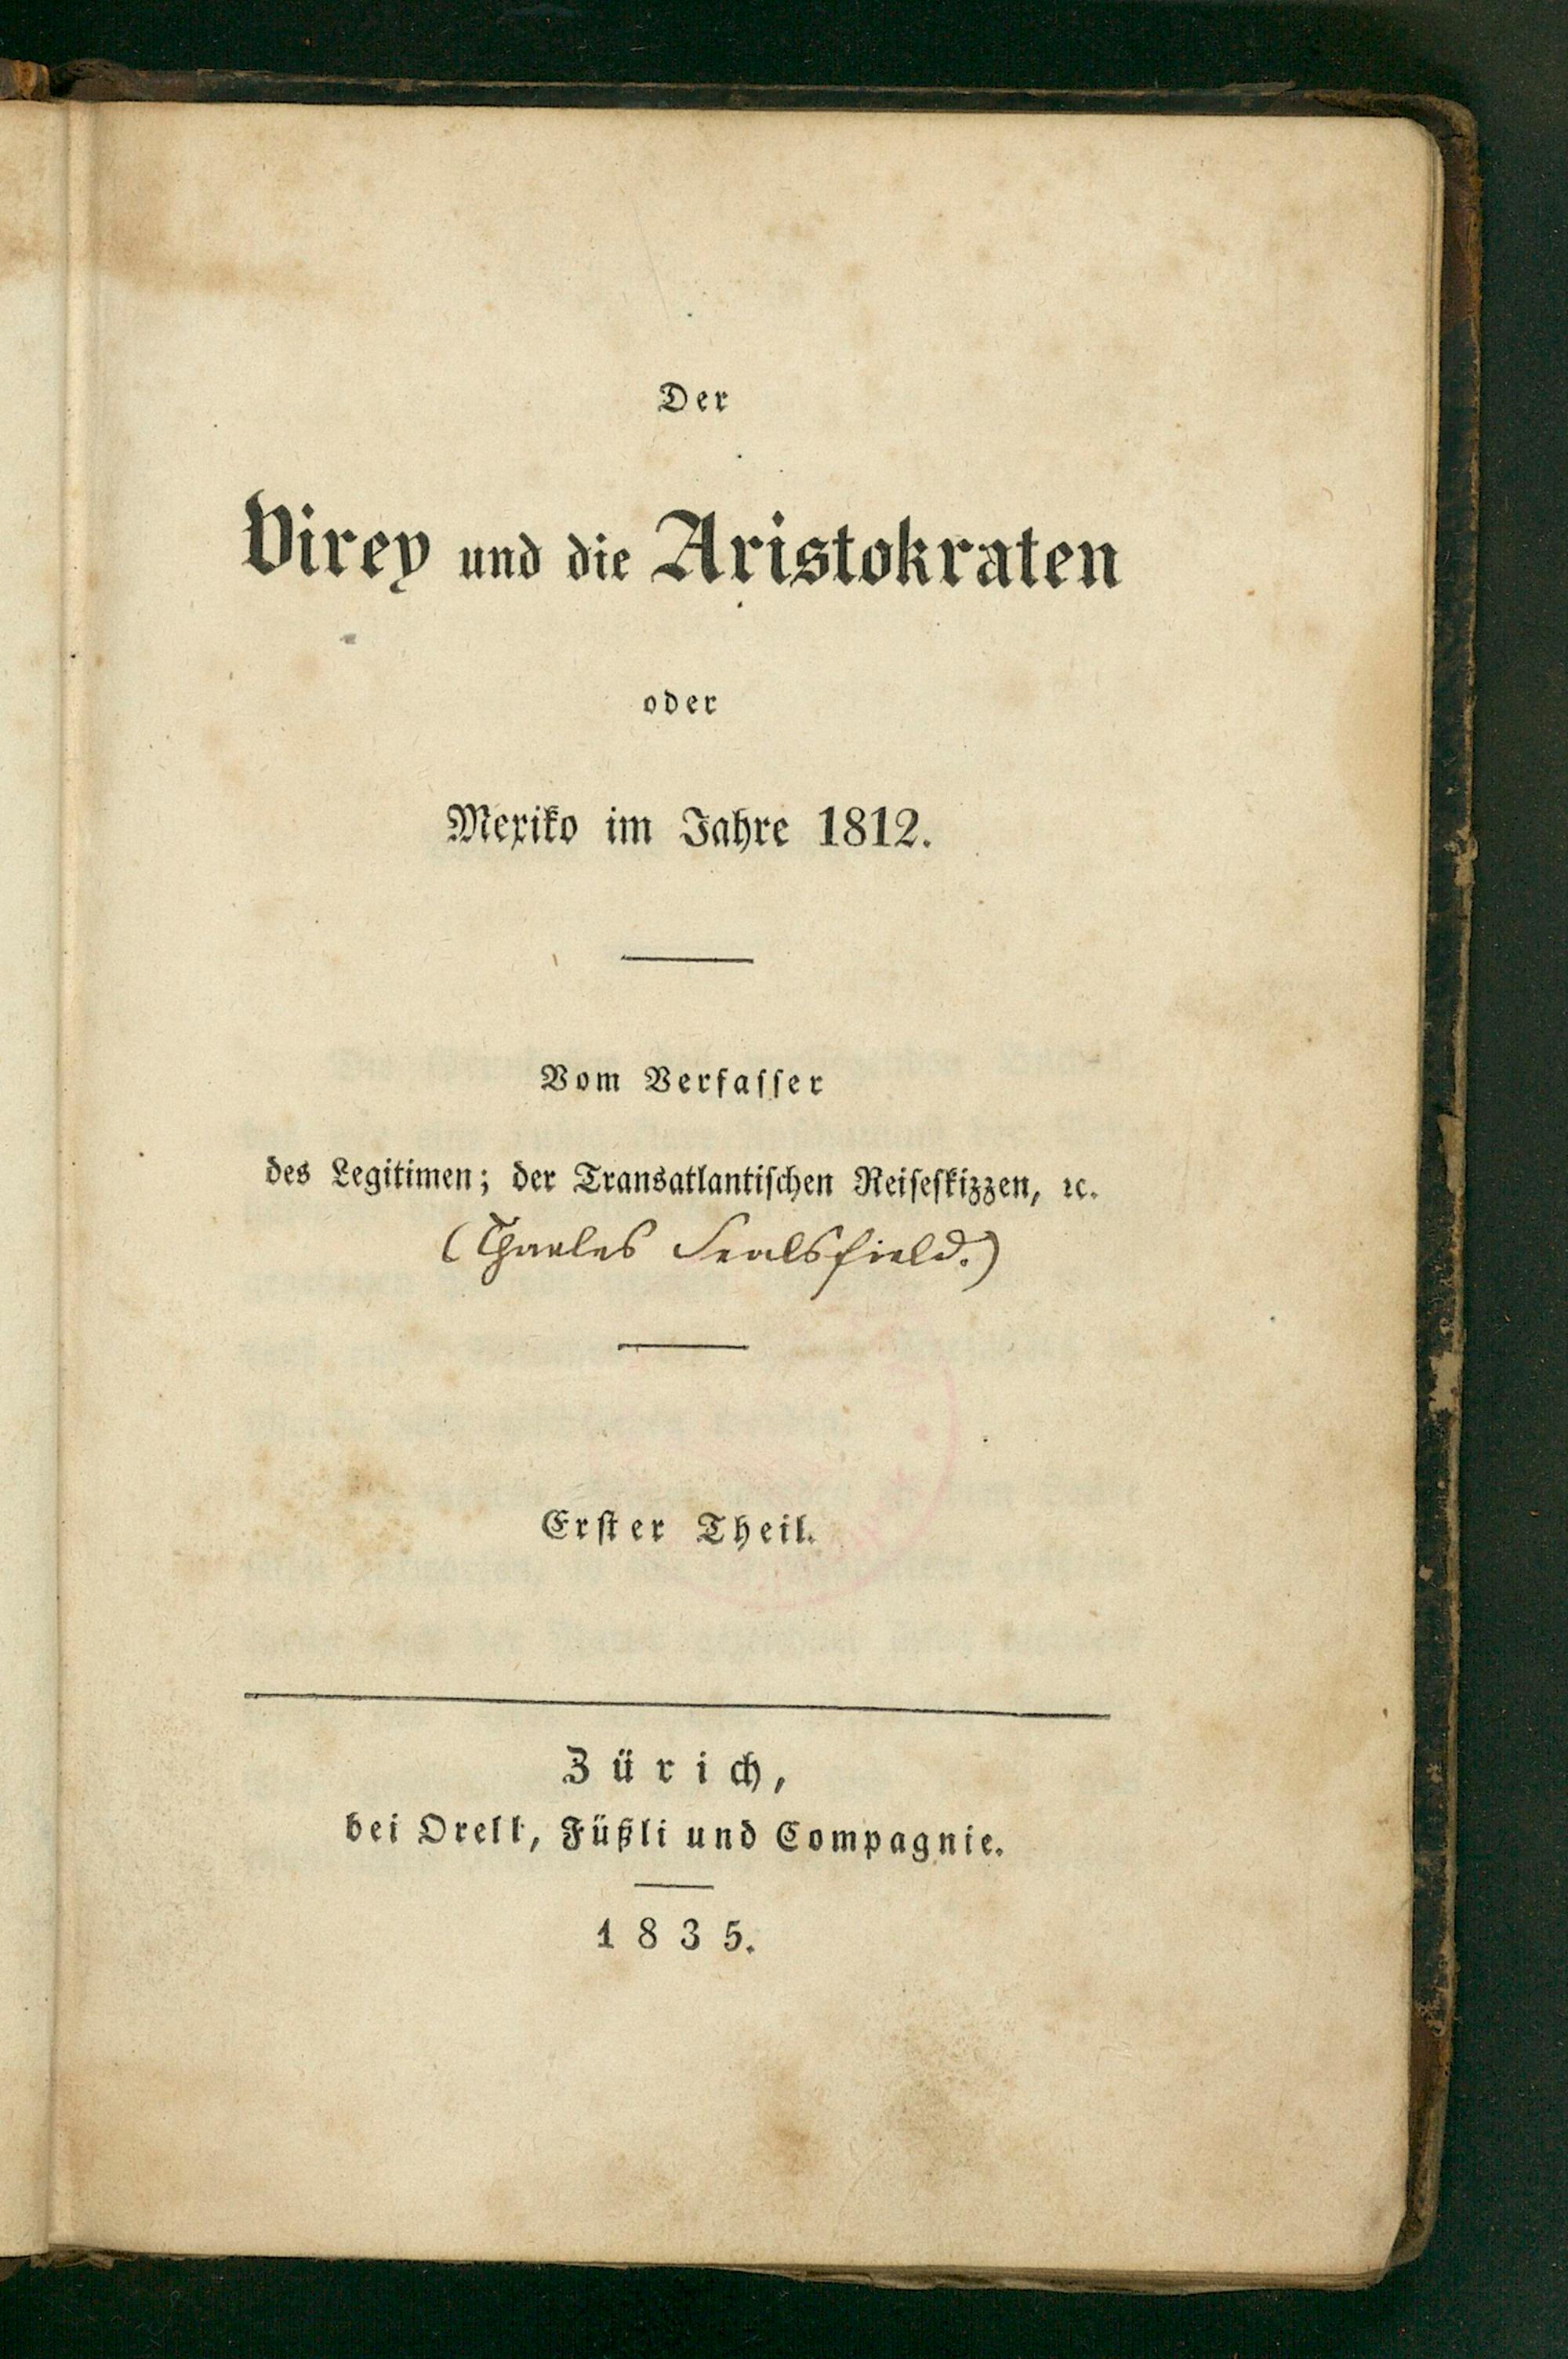 Der
Virey und die Aristokraten
oder
Mexiko im Jahre 1812.
Vom Verfasser
des Legitimen; der Transatlantischen Reiseskizzen, ꝛc.
(Charles Sealsfield.)
Erster Theil.
Zürich,
bei Orell, Füßli und Compagnie.
1835.